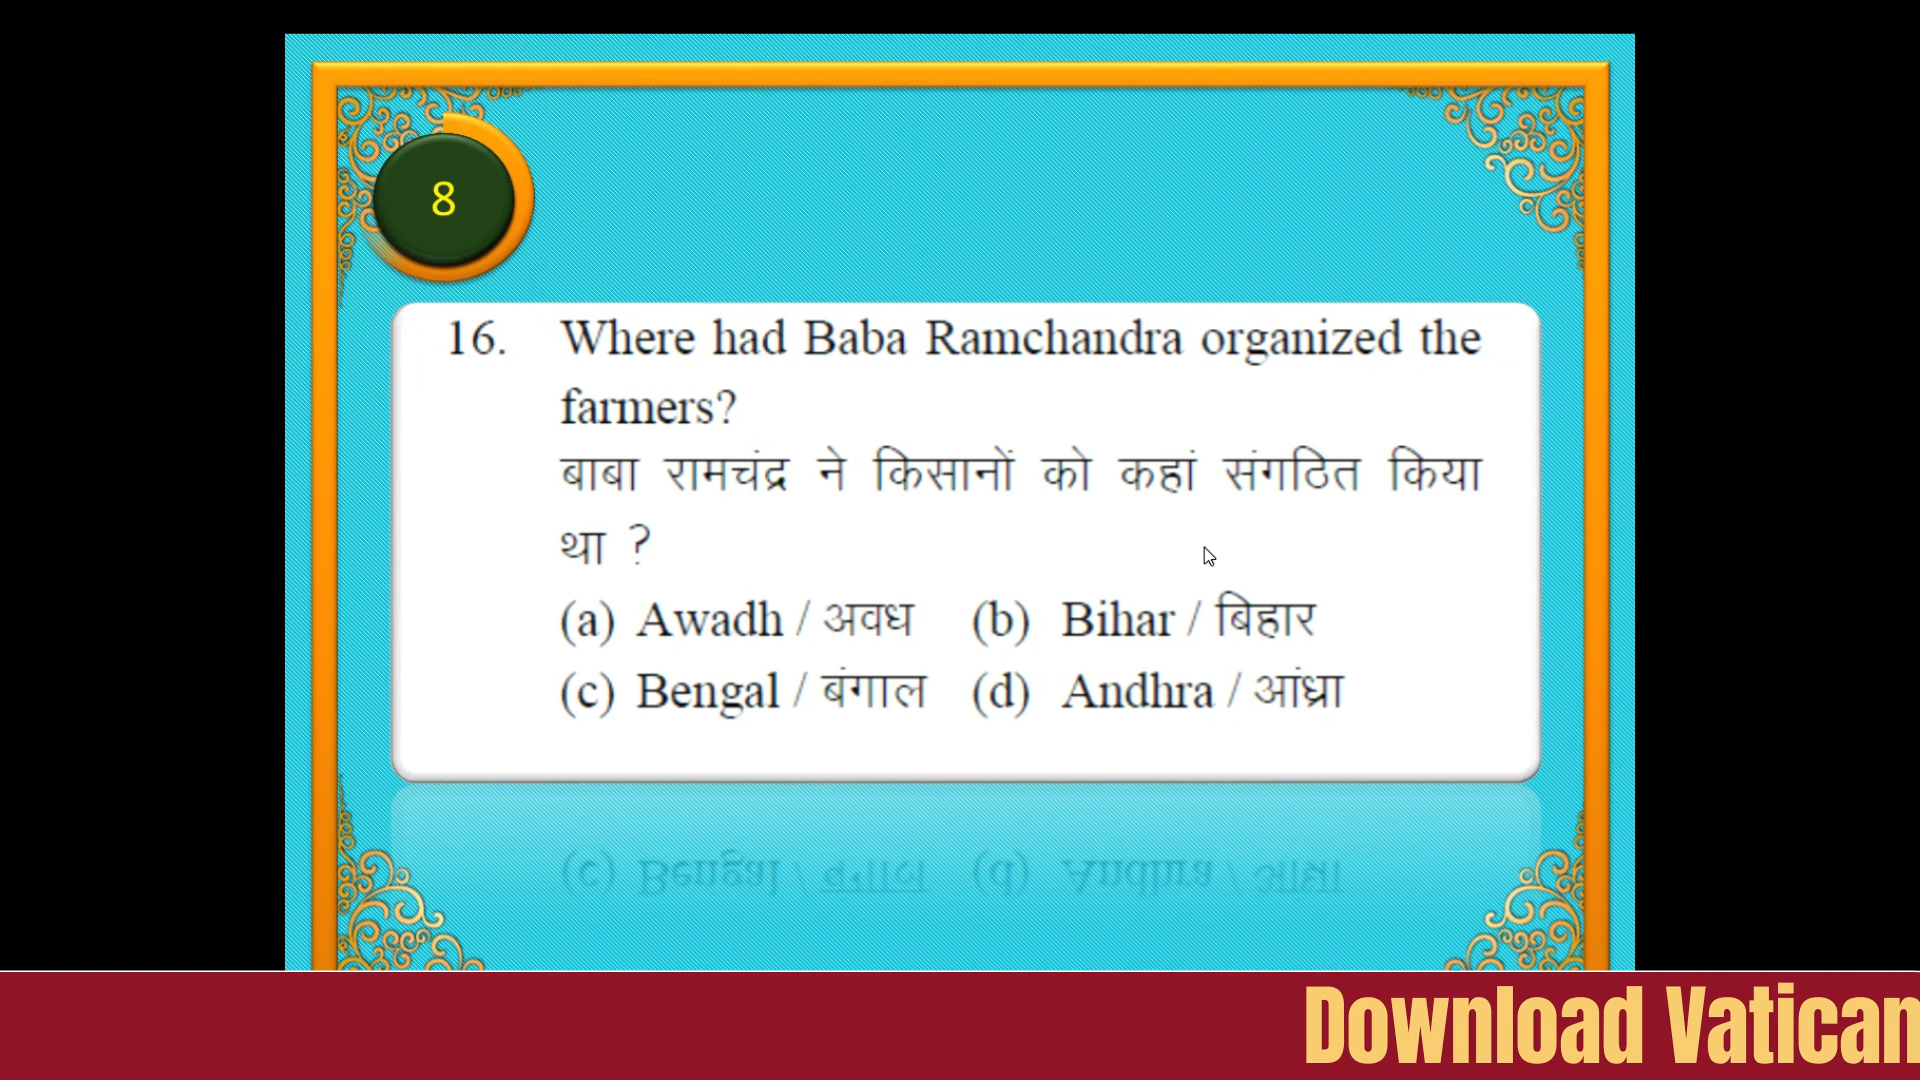 8
16. Where had Baba Ramchandra organized the
farmers?
बाबा रामचंद्र ने किसानों को कहां संगठित किया
था ?
(a) Awadh / अवध (b) Bihar / बिहार
(c) Bengal / बंगाल (d) Andhra / आंध्रा
Download Vatican